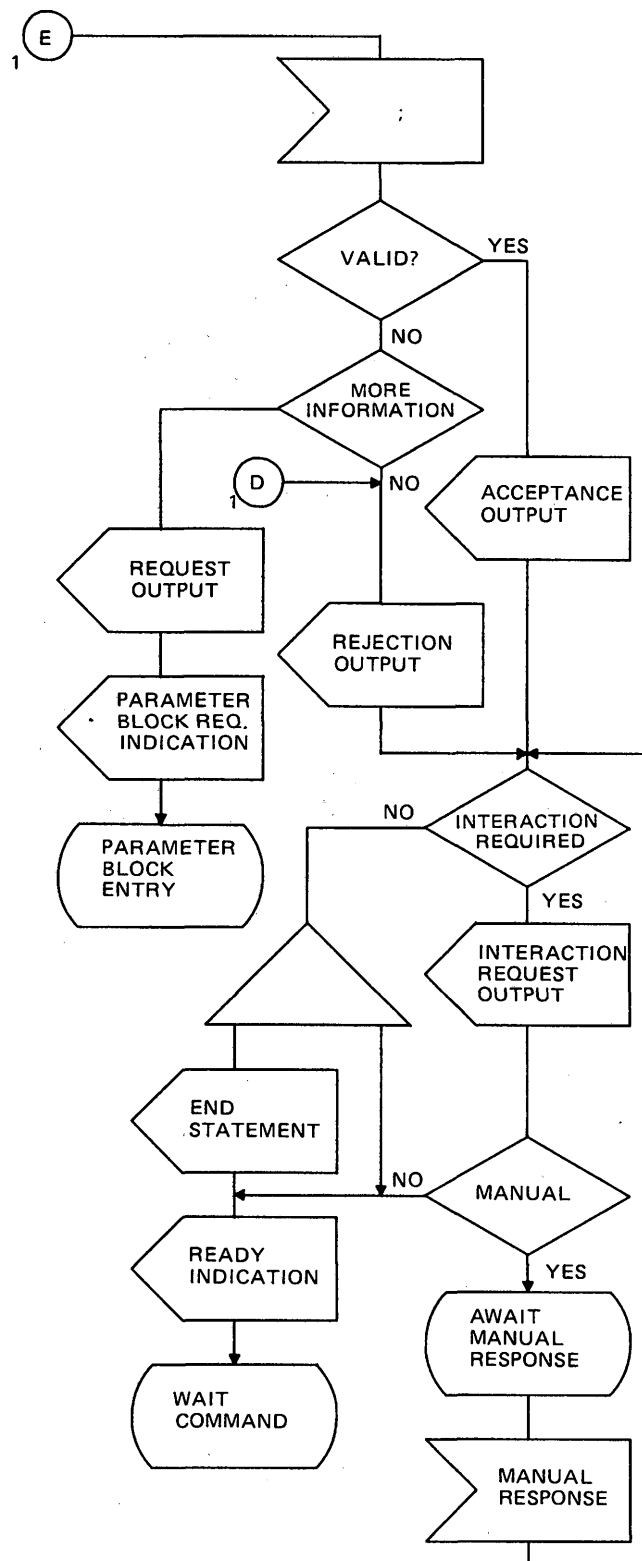 E
1
;
VALID?
YES
NO
MORE
INFORMATION
D
1
NO
ACCEPTANCE
OUTPUT
REQUEST
OUTPUT
REJECTION
OUTPUT
PARAMETER
BLOCK REQ.
INDICATION
NO
INTERACTION
REQUIRED
PARAMETER
BLOCK
ENTRY
YES
INTERACTION
REQUEST
OUTPUT
END
STATEMENT
NO
MANUAL
READY
INDICATION
YES
AWAIT
MANUAL
RESPONSE
WAIT
COMMAND
MANUAL
RESPONSE